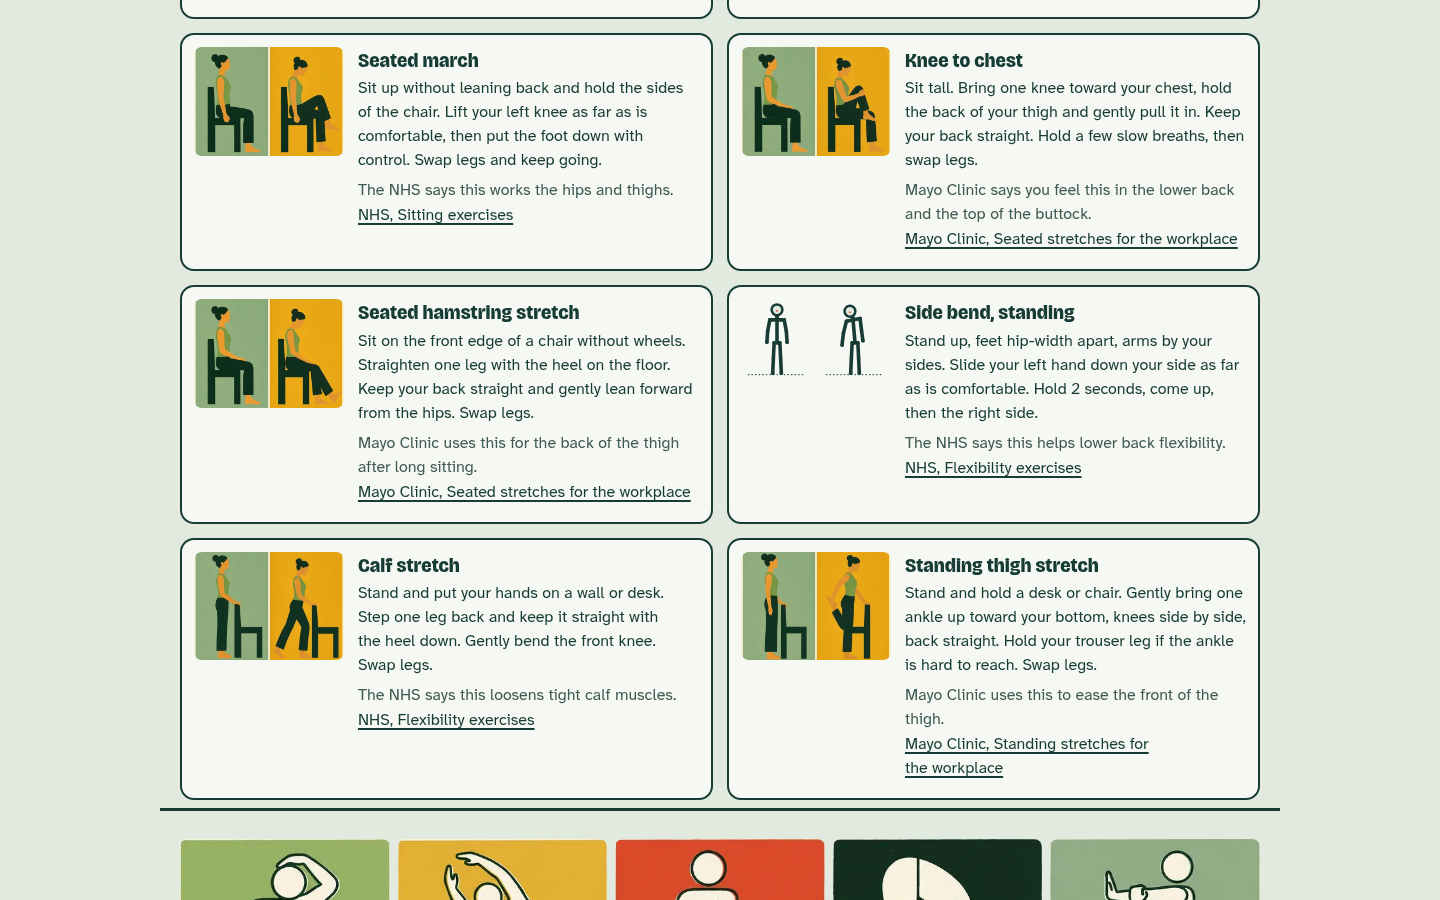 Seated march
Sit up without leaning back and hold the sides
of the chair. Lift your left knee as far as is
comfortable, then put the foot down with
control. Swap legs and keep going.
The NHS says this works the hips and thighs.
NHS, Sitting exercises
Knee to chest
Sit tall. Bring one knee toward your chest, hold
the back of your thigh and gently pull it in. Keep
your back straight. Hold a few slow breaths, then
swap legs.
Mayo Clinic says you feel this in the lower back
and the top of the buttock.
Mayo Clinic, Seated stretches for the workplace
Seated hamstring stretch
Sit on the front edge of a chair without wheels.
Straighten one leg with the heel on the floor.
Keep your back straight and gently lean forward
from the hips. Swap legs.
Mayo Clinic uses this for the back of the thigh
after long sitting.
Mayo Clinic, Seated stretches for the workplace
Side bend, standing
Stand up, feet hip-width apart, arms by your
sides. Slide your left hand down your side as far
as is comfortable. Hold 2 seconds, come up,
then the right side.
The NHS says this helps lower back flexibility.
NHS, Flexibility exercises
Calf stretch
Stand and put your hands on a wall or desk.
Step one leg back and keep it straight with
the heel down. Gently bend the front knee.
Swap legs.
The NHS says this loosens tight calf muscles.
NHS, Flexibility exercises
Standing thigh stretch
Stand and hold a desk or chair. Gently bring one
ankle up toward your bottom, knees side by side,
back straight. Hold your trouser leg if the ankle
is hard to reach. Swap legs.
Mayo Clinic uses this to ease the front of the
thigh.
Mayo Clinic, Standing stretches for
the workplace